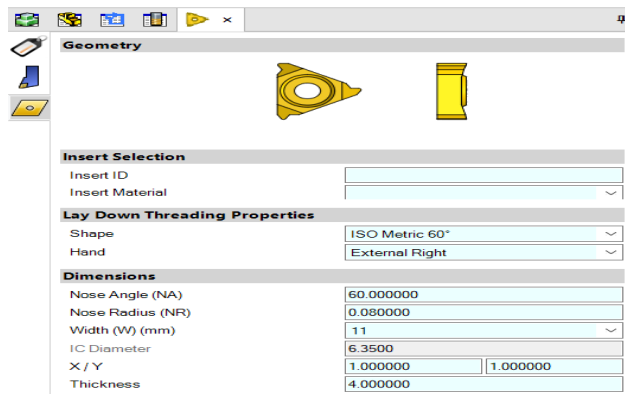 Geometry
Insert Selection
Insert ID
Insert Material
Lay Down Threading Properties
Shape ISO Metric 60°
Hand External Right
Dimensions
Nose Angle (NA) 60.000000
Nose Radius (NR) 0.080000
Width (W) (mm) 11
IC Diameter 6.3500
X / Y 1.000000 1.000000
Thickness 4.000000